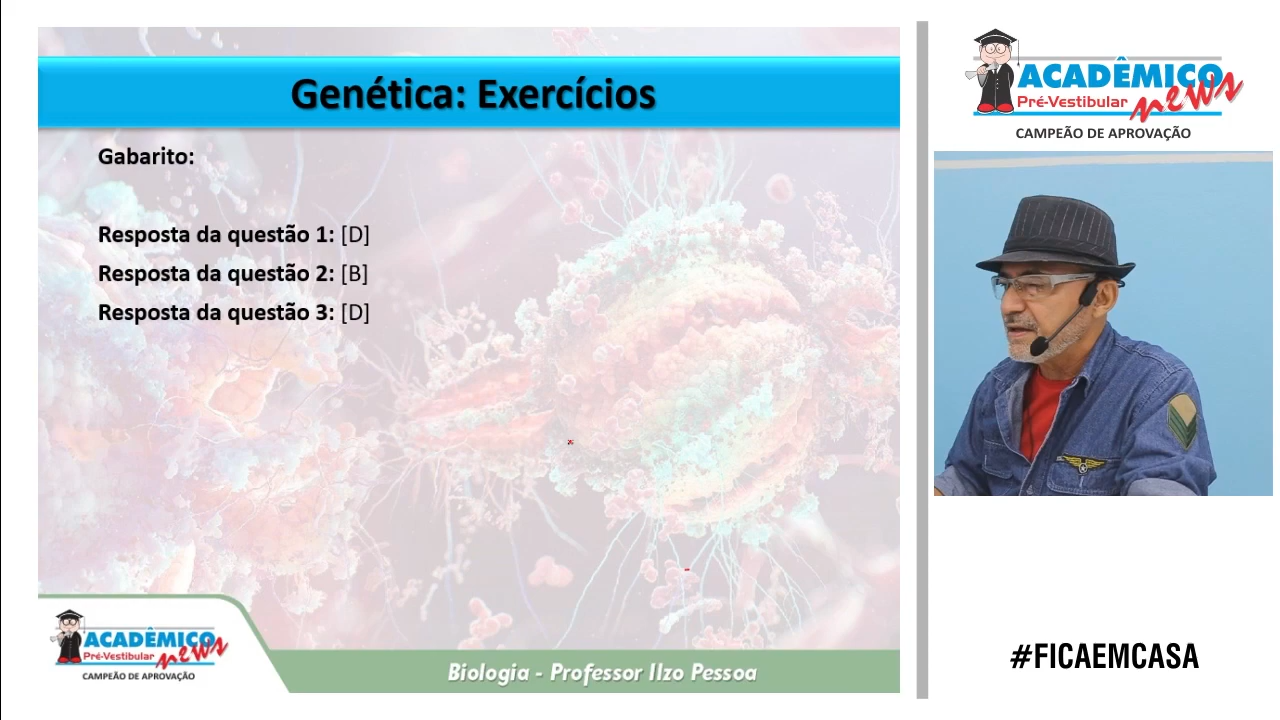 Genética: Exercícios
Gabarito:
Resposta da questão 1: [D]
Resposta da questão 2: [B]
Resposta da questão 3: [D]
ACADÊMICO
Pré-Vestibular news
CAMPEÃO DE APROVAÇÃO
Biologia - Professor Ilzo Pessoa
ACADÊMICO
Pré-Vestibular news
CAMPEÃO DE APROVAÇÃO
#FICAEMCASA